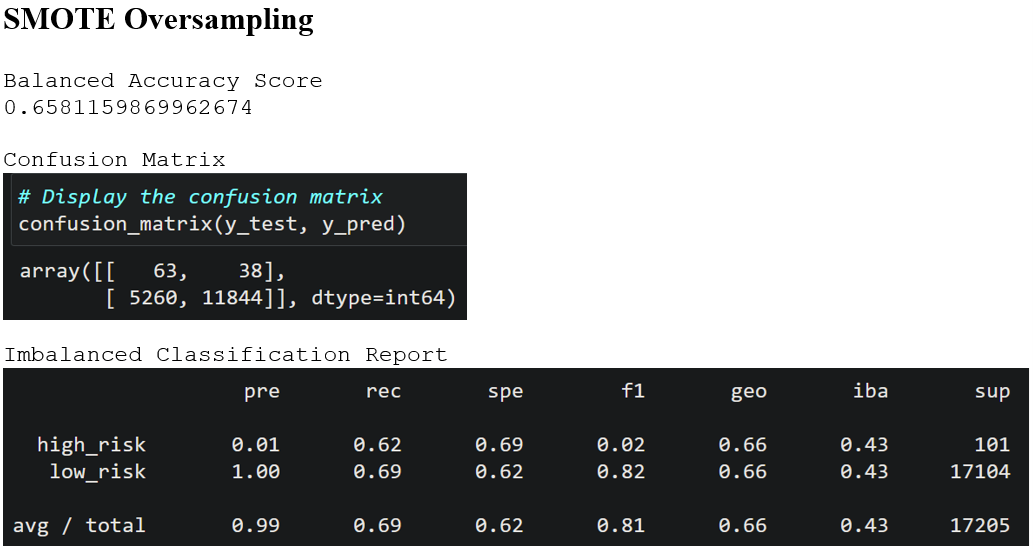 SMOTE Oversampling
Balanced Accuracy Score
0.6581159869962674
Confusion Matrix
# Display the confusion matrix
confusion_matrix(y_test, y_pred)
array([[   63,    38],
       [ 5260, 11844]], dtype=int64)
Imbalanced Classification Report
pre rec spe f1 geo iba sup
high_risk 0.01 0.62 0.69 0.02 0.66 0.43 101
low_risk 1.00 0.69 0.62 0.82 0.66 0.43 17104
avg / total 0.99 0.69 0.62 0.81 0.66 0.43 17205